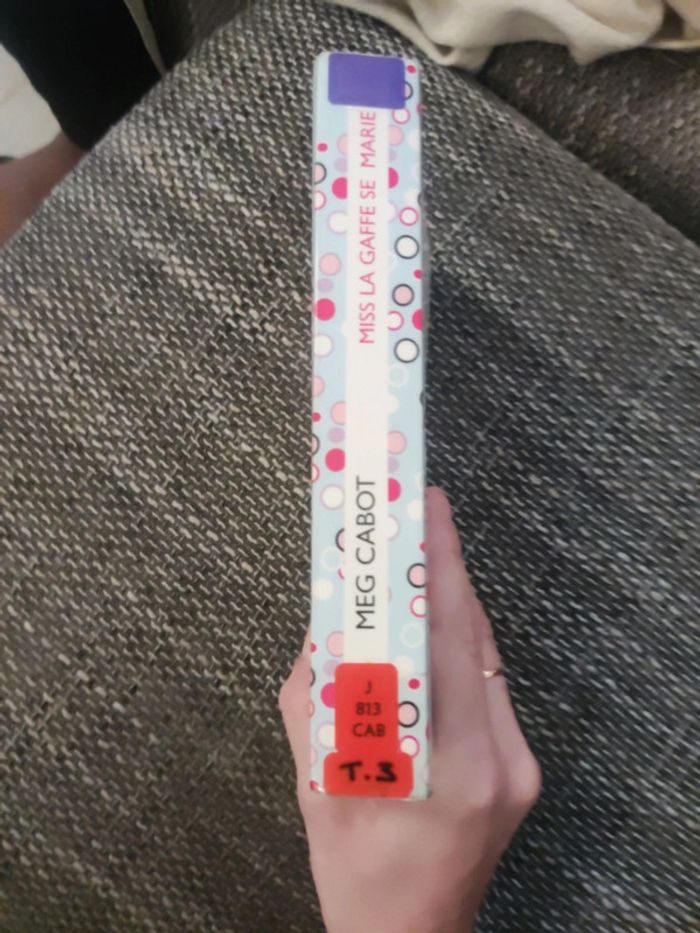 MEG CABOT
MISS LA GAFFE SE MARIE
J
813
CAB
T.3